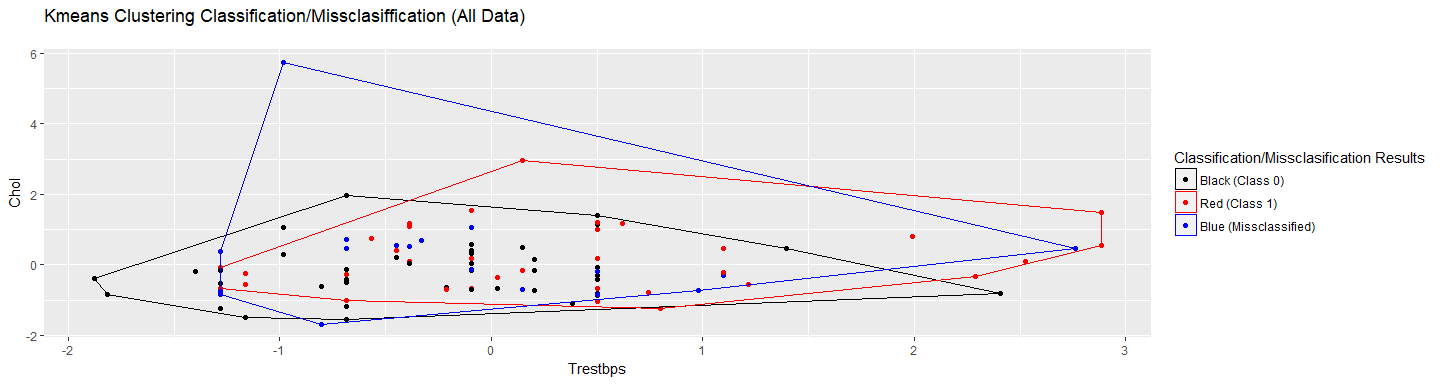 Kmeans Clustering Classification/Missclasiffication (All Data)
6
4
2
0
-2
Chol
-2
-1
0
1
2
3
Trestbps
Classification/Missclasification Results
Black (Class 0)
Red (Class 1)
Blue (Missclassified)